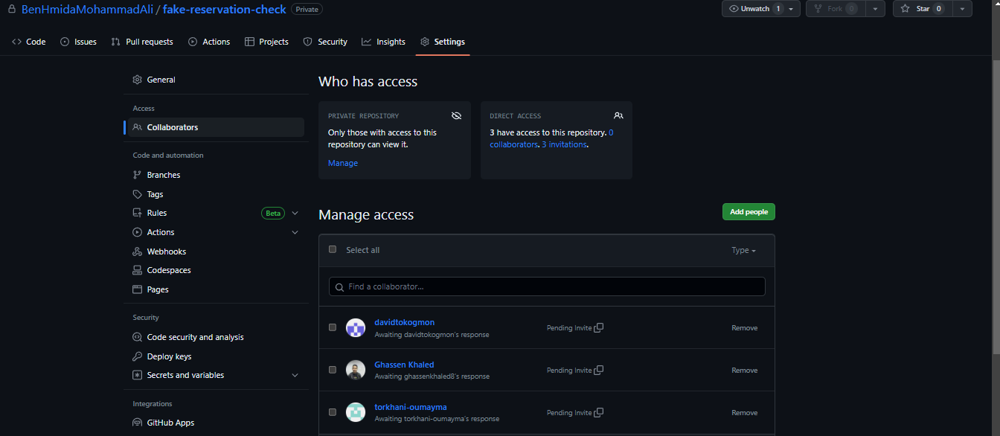 BenHmidaMohammadAli / fake-reservation-check Private
Unwatch 1
Fork 0
Star 0
Code
Issues
Pull requests
Actions
Projects
Security
Insights
Settings
General
Access
Collaborators
Code and automation
Branches
Tags
Rules Beta
Actions
Webhooks
Codespaces
Pages
Security
Code security and analysis
Deploy keys
Secrets and variables
Integrations
GitHub Apps
Who has access
PRIVATE REPOSITORY
Only those with access to this
repository can view it.
Manage
DIRECT ACCESS
3 have access to this repository. 0
collaborators. 3 invitations.
Manage access
Add people
Select all
Type
Find a collaborator...
davidtokogmon
Awaiting davidtokogmon's response
Pending Invite
Remove
Ghassen Khaled
Awaiting ghassenkhaled8's response
Pending Invite
Remove
torkhani-oumayma
Awaiting torkhani-oumayma's response
Pending Invite
Remove